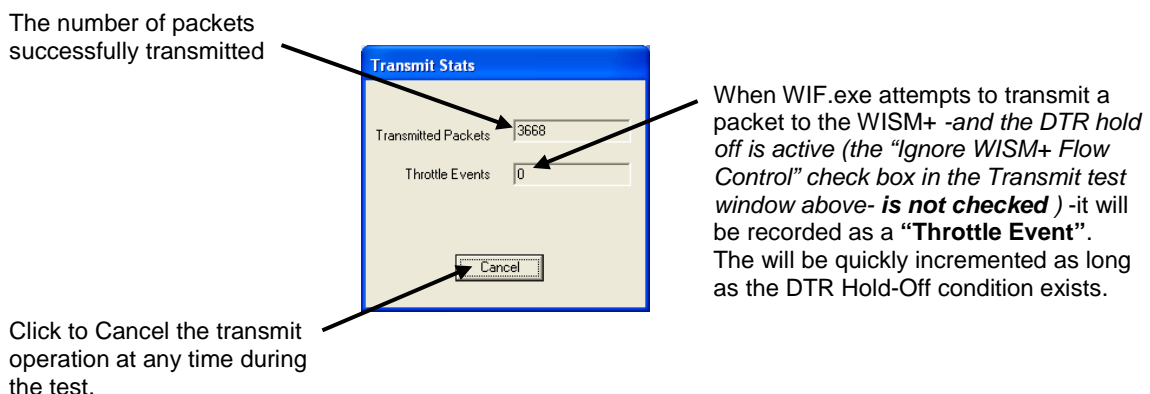 The number of packets
successfully transmitted
Transmit Stats
Transmitted Packets 3668
Throttle Events 0
Cancel
When WIF.exe attempts to transmit a
packet to the WISM+ -and the DTR hold
off is active (the “Ignore WISM+ Flow
Control” check box in the Transmit test
window above- is not checked ) -it will
be recorded as a “Throttle Event”.
The will be quickly incremented as long
as the DTR Hold-Off condition exists.
Click to Cancel the transmit
operation at any time during
the test.